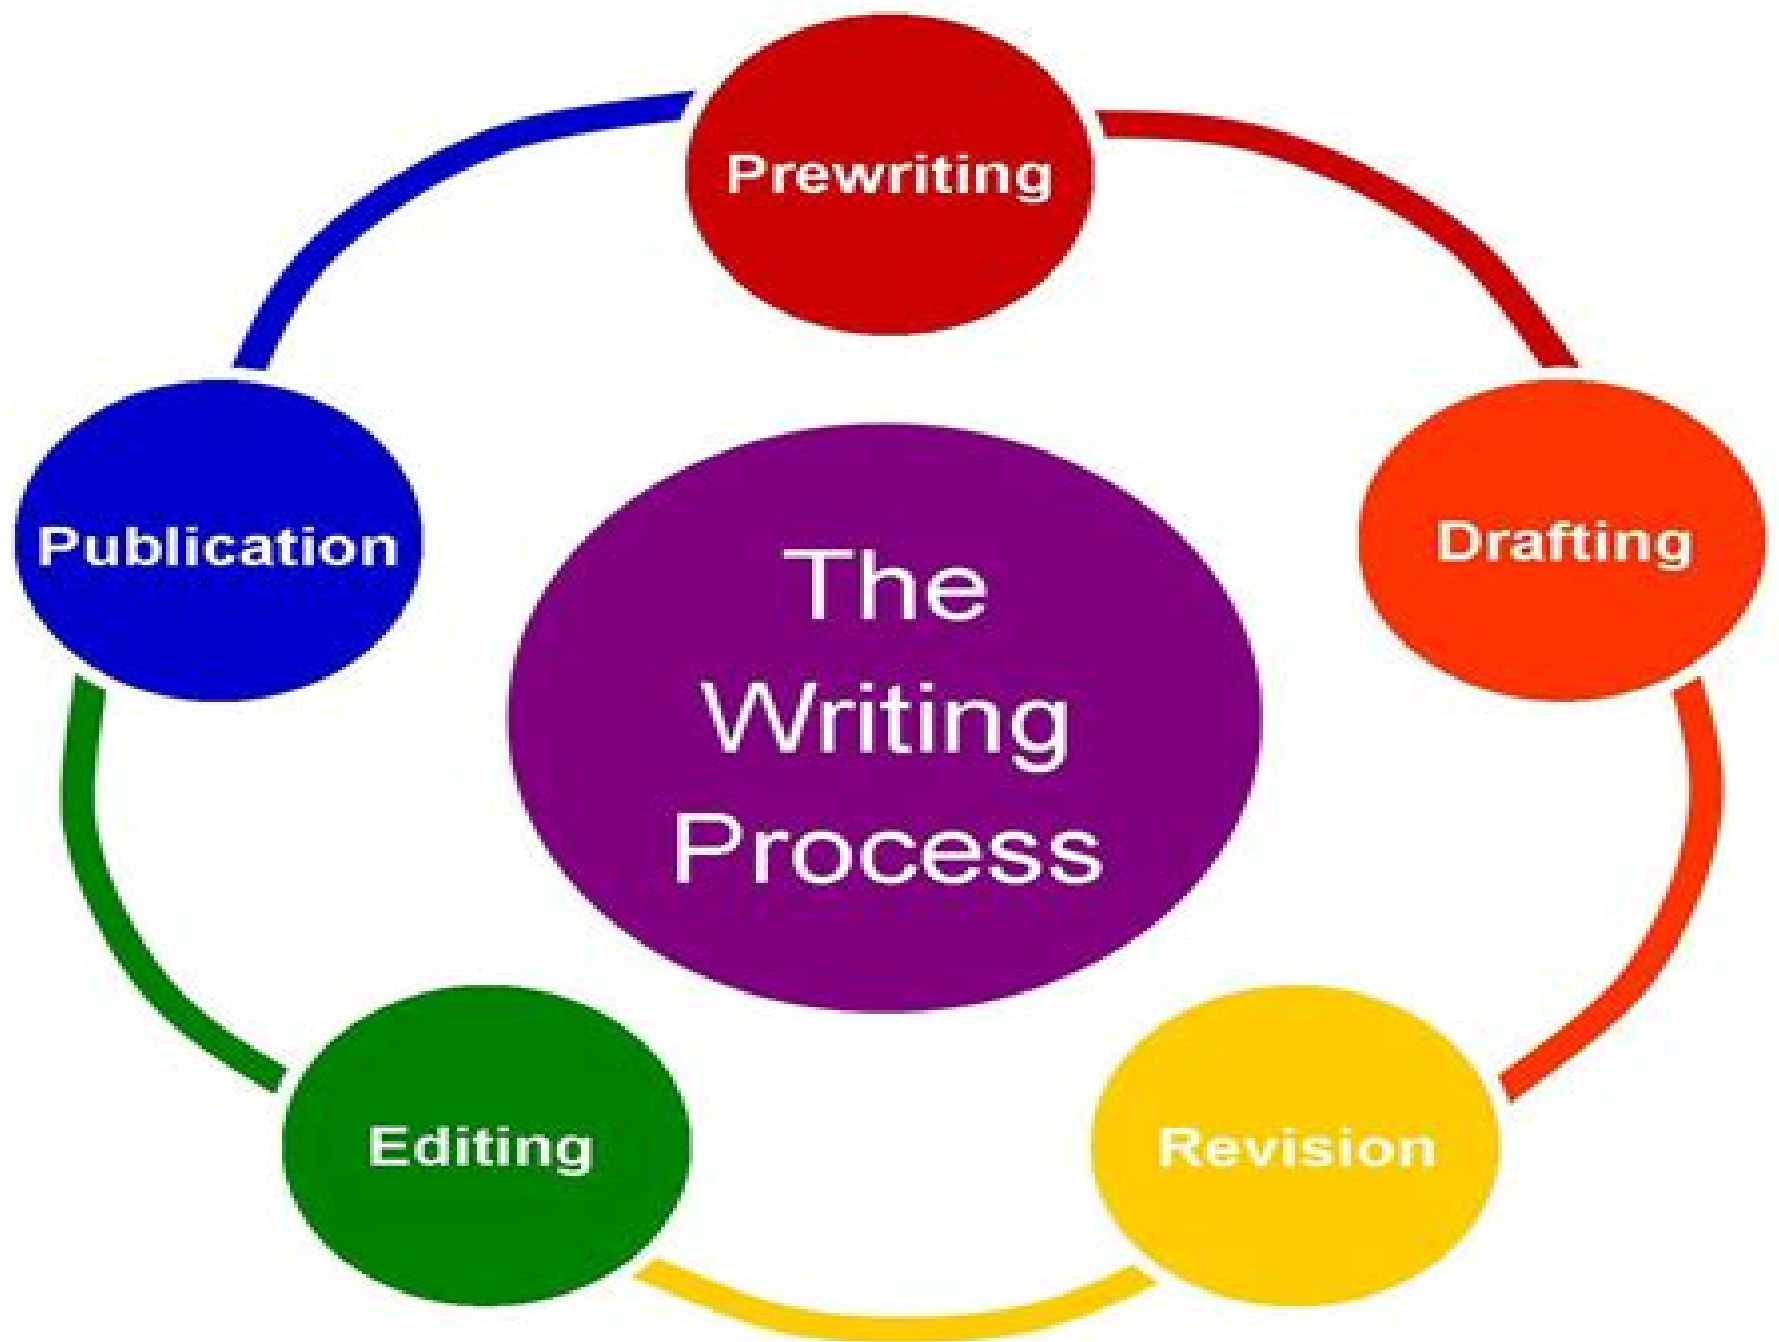 Prewriting
Drafting
Revision
Editing
Publication
The
Writing
Process